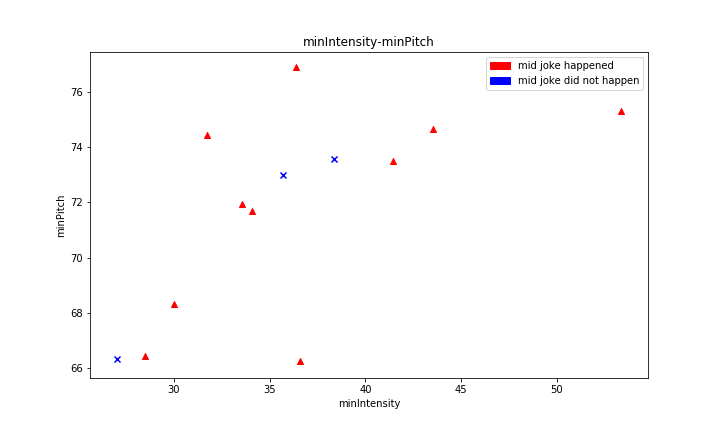 minIntensity-minPitch
mid joke happened
mid joke did not happen
76
74
72
70
68
66
minPitch
30
35
40
45
50
minIntensity